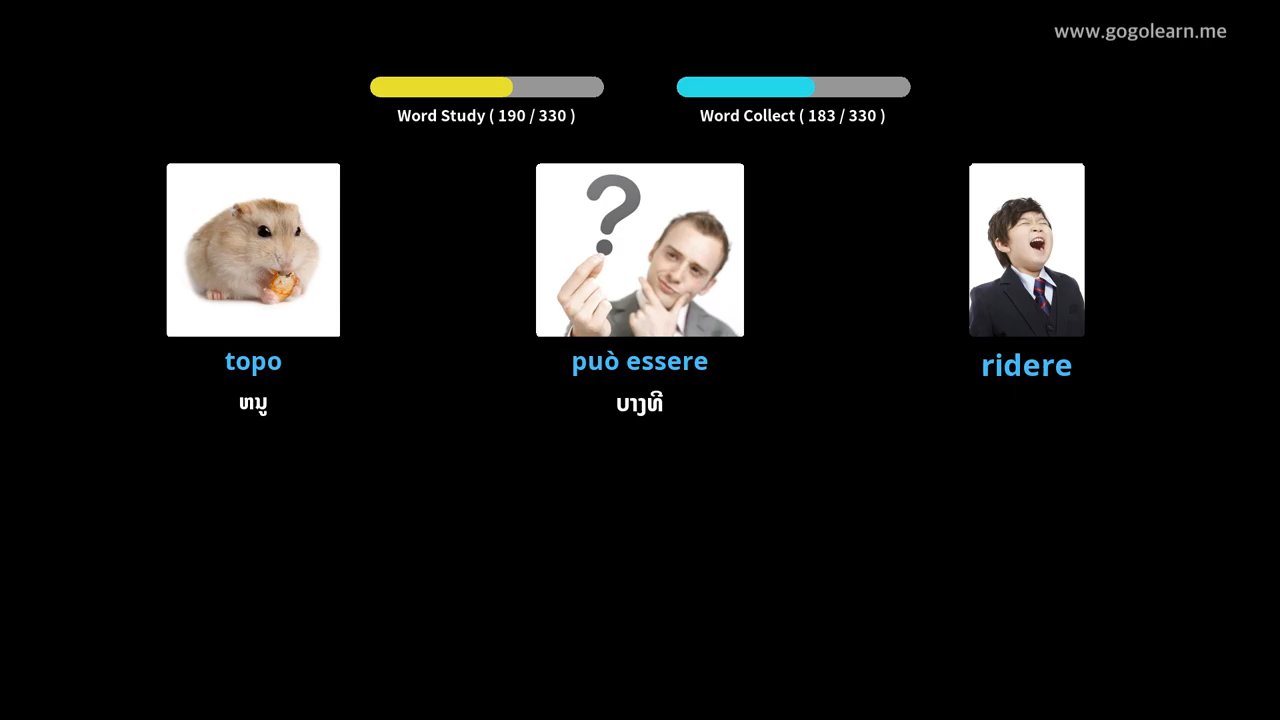 www.gogolearn.me
Word Study ( 190 / 330 )
Word Collect ( 183 / 330 )
topo
può essere
ridere
ຫນູ
ບາງທີ